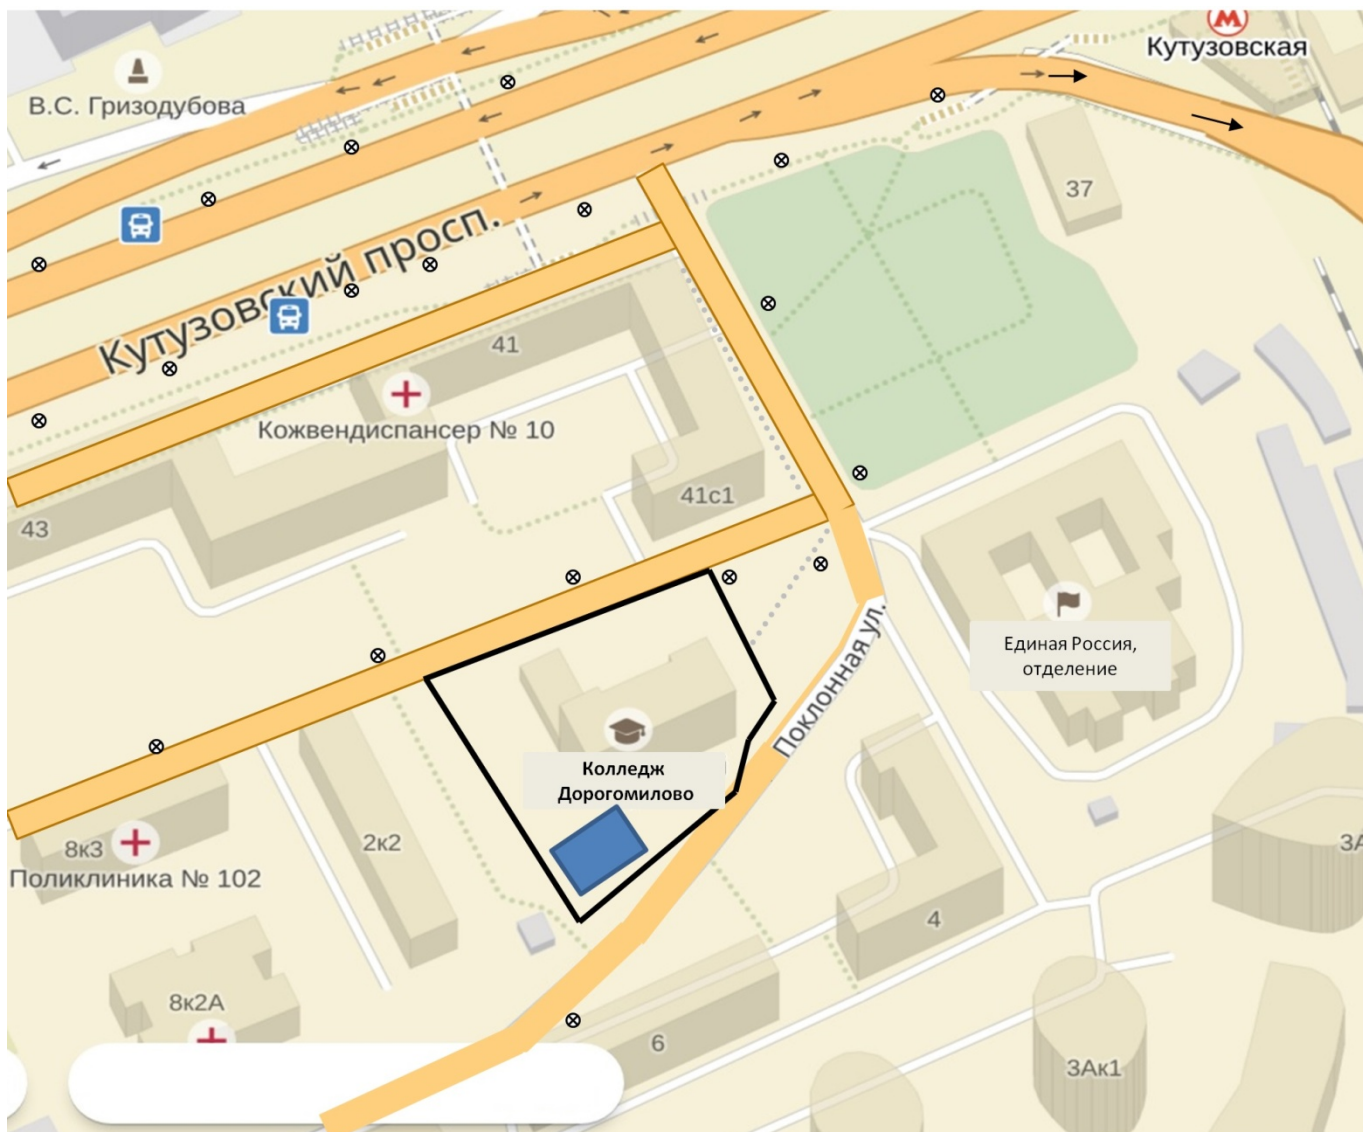 М
Кутузовская
В.С. Гризодубова
37
Кутузовский просп.
41
Кожвендиспансер № 10
41с1
43
Единая Россия,
отделение
Поклонная ул.
Колледж
Дорогомилово
8к3
2к2
3А
Поликлиника № 102
4
8к2А
6
3Ак1